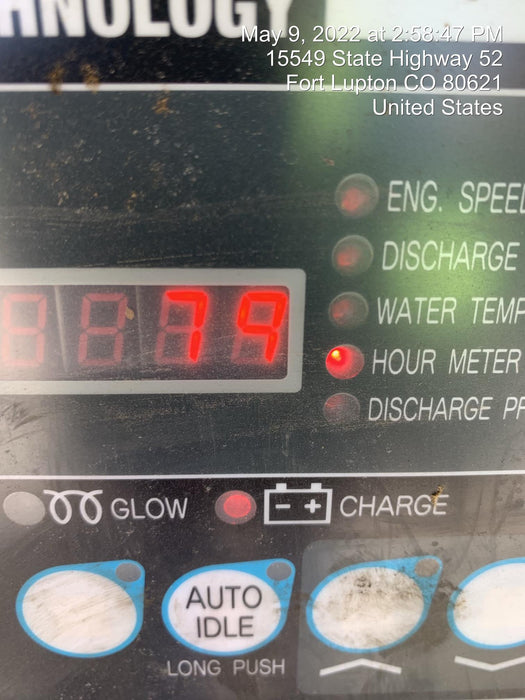 HNOLOGY
May 9, 2022 at 2:58:47 PM
15549 State Highway 52
Fort Lupton CO 80621
United States
ENG. SPEE
DISCHARGE
WATER TEMP
79
HOUR METER
DISCHARGE PR
GLOW
- +
CHARGE
AUTO
IDLE
LONG PUSH